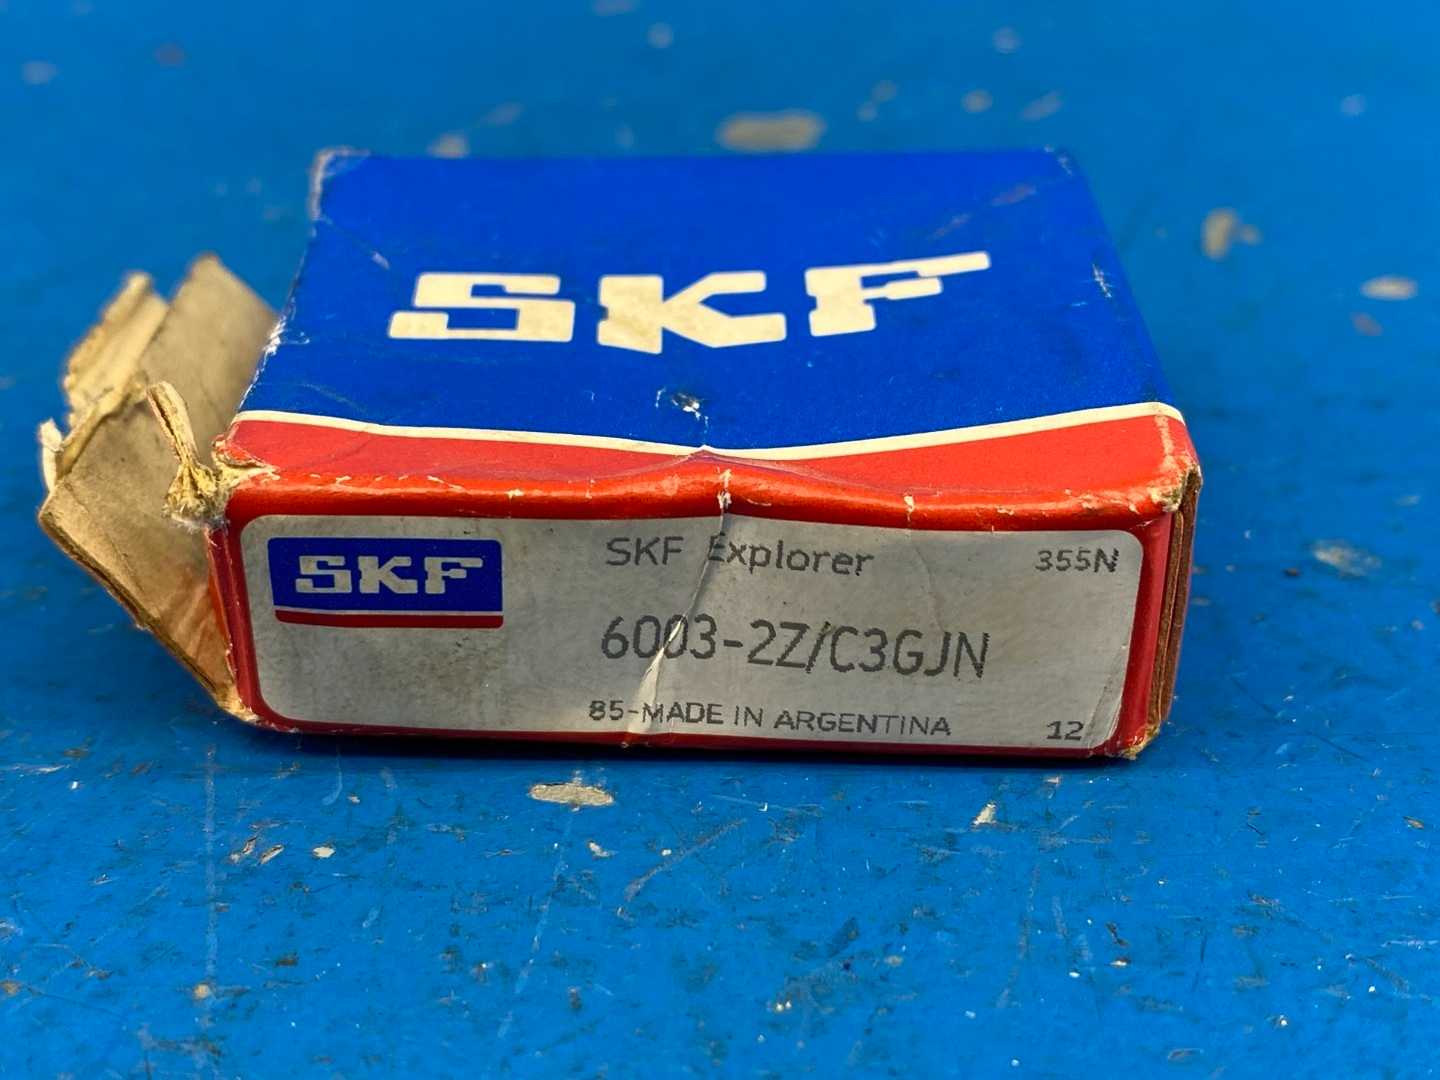 SKF
SKF
SKF Explorer
355N
6003-2Z/C3GJN
85-MADE IN ARGENTINA
12